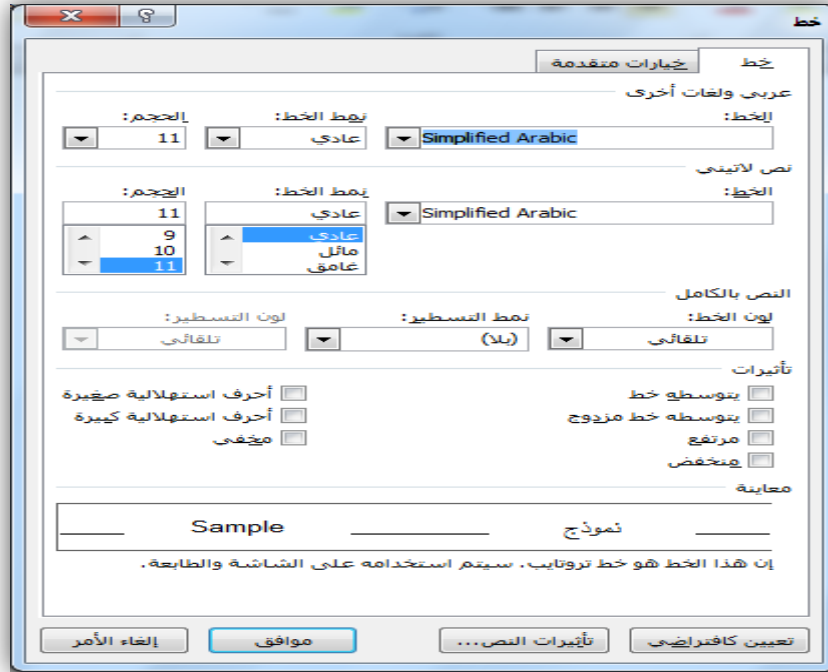 خط
خط خيارات متقدمة
عربي ولغات أخرى
الخط: نمط الخط: الحجم:
Simplified Arabic عادي 11
نص لاتيني
الخط: نمط الخط: الحجم:
Simplified Arabic عادي 11
عادي 9
مائل 10
غامق 11
النص بالكامل
لون الخط: نمط التسطير: لون التسطير:
تلقائي (بلا) تلقائي
تأثيرات
يتوسطه خط أحرف استهلالية صغيرة
يتوسطه خط مزدوج أحرف استهلالية كبيرة
مرتفع مخفي
منخفض
معاينة
نموذج Sample
إن هذا الخط هو خط تروتايب. سيتم استخدامه على الشاشة والطابعة.
تعيين كافتراضي تأثيرات النص... موافق إلغاء الأمر